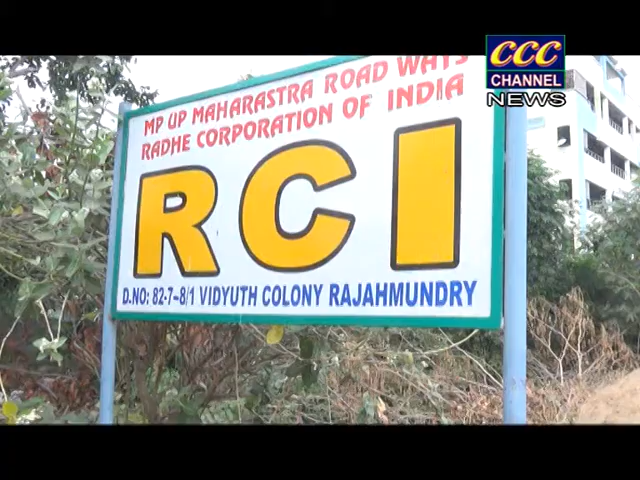 CCC
CHANNEL
NEWS
MP UP MAHARASTRA ROAD WAYS
RADHE CORPORATION OF INDIA
RCI
D.NO: 82-7-8/1 VIDYUTH COLONY RAJAHMUNDRY